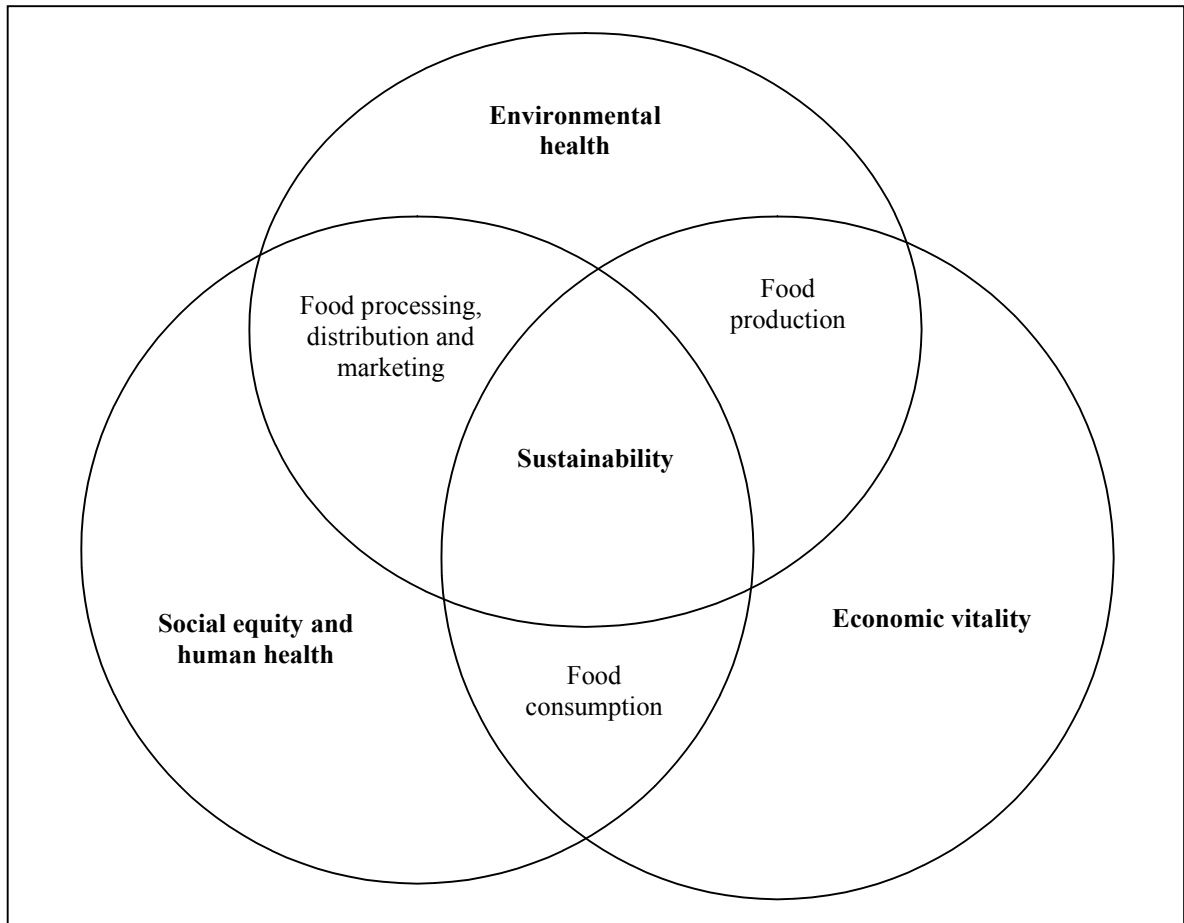 Environmental
health
Food processing,
distribution and
marketing
Food
production
Sustainability
Social equity and
human health
Economic vitality
Food
consumption